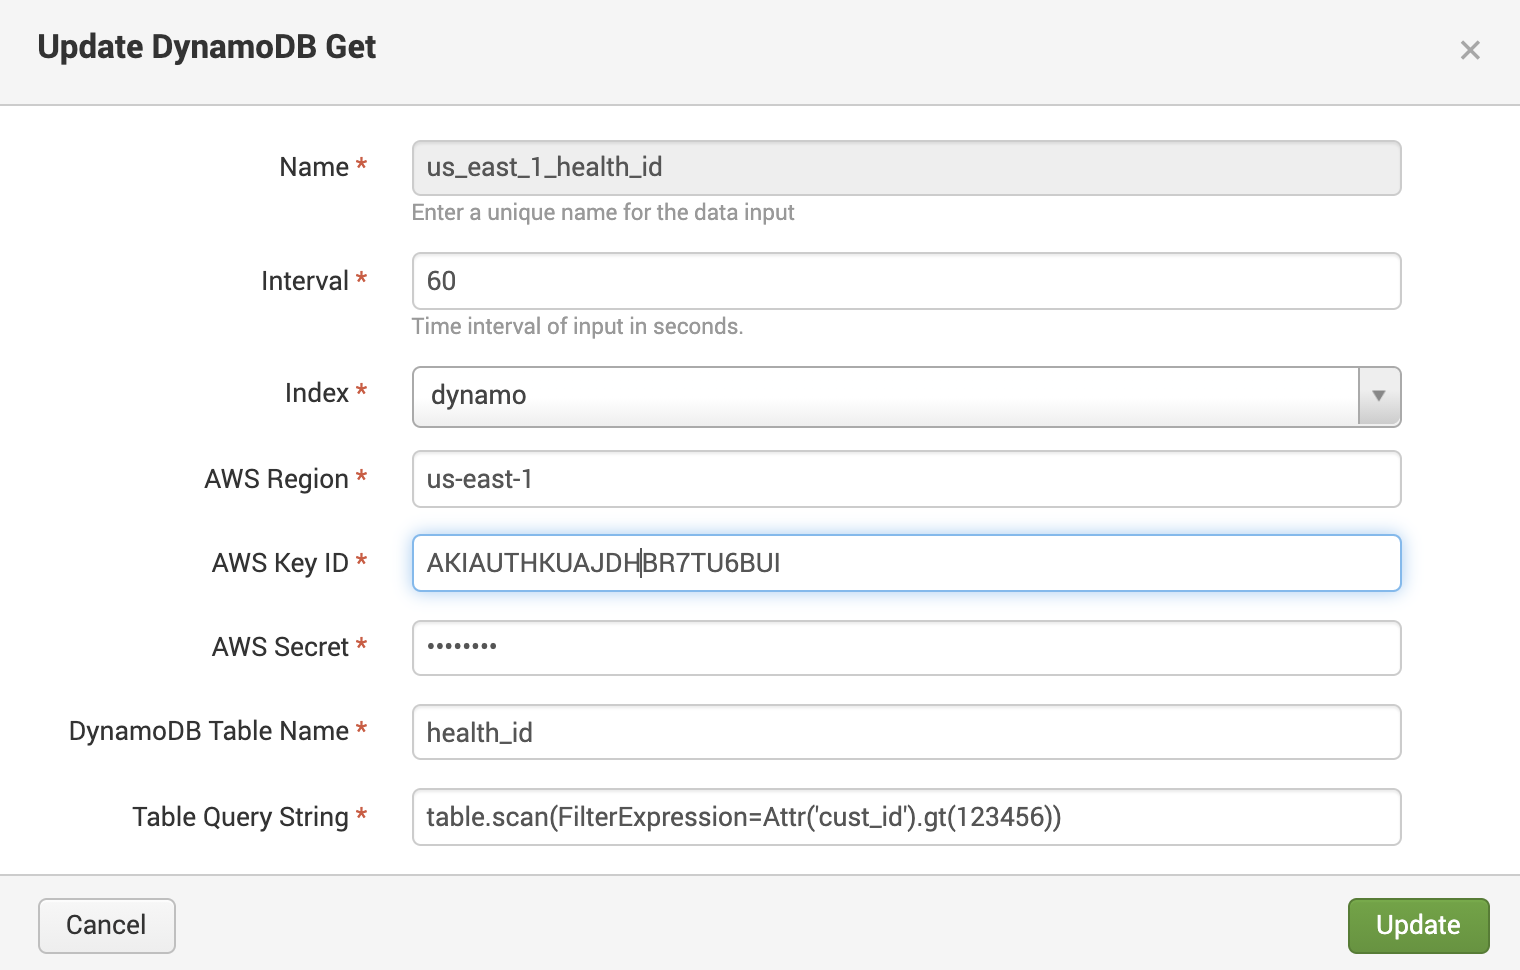 Update DynamoDB Get
×
Name *
us_east_1_health_id
Enter a unique name for the data input
Interval *
60
Time interval of input in seconds.
Index *
dynamo
AWS Region *
us-east-1
AWS Key ID *
AKIAUTHKUAJDHBR7TU6BUI
AWS Secret *
••••••••
DynamoDB Table Name *
health_id
Table Query String *
table.scan(FilterExpression=Attr('cust_id').gt(123456))
Cancel
Update